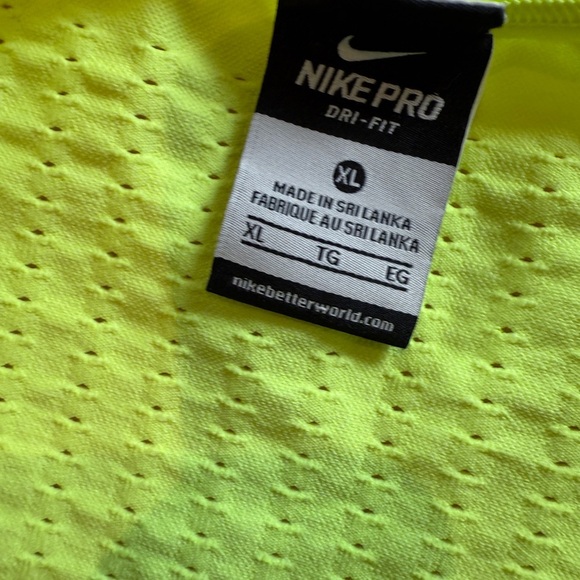 NIKE PRO
DRI-FIT
XL
MADE IN SRI LANKA
FABRIQUE AU SRI LANKA
XL TG EG
nikebetterworld.com